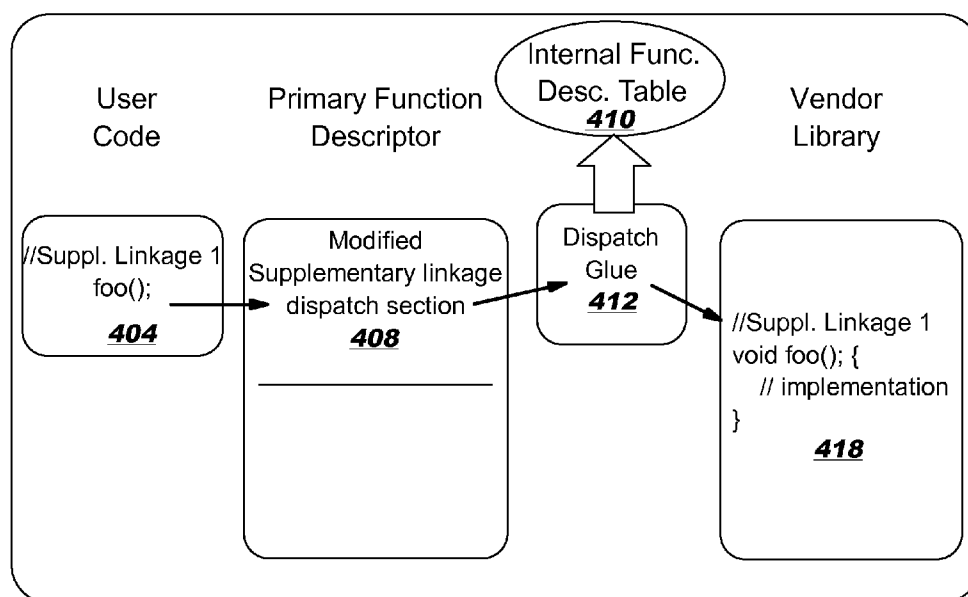 User
Code
Primary Function
Descriptor
Internal Func.
Desc. Table
410
Vendor
Library
//Suppl. Linkage 1
foo();
404
Modified
Supplementary linkage
dispatch section
408
Dispatch
Glue
412
//Suppl. Linkage 1
void foo(); {
// implementation
}
418